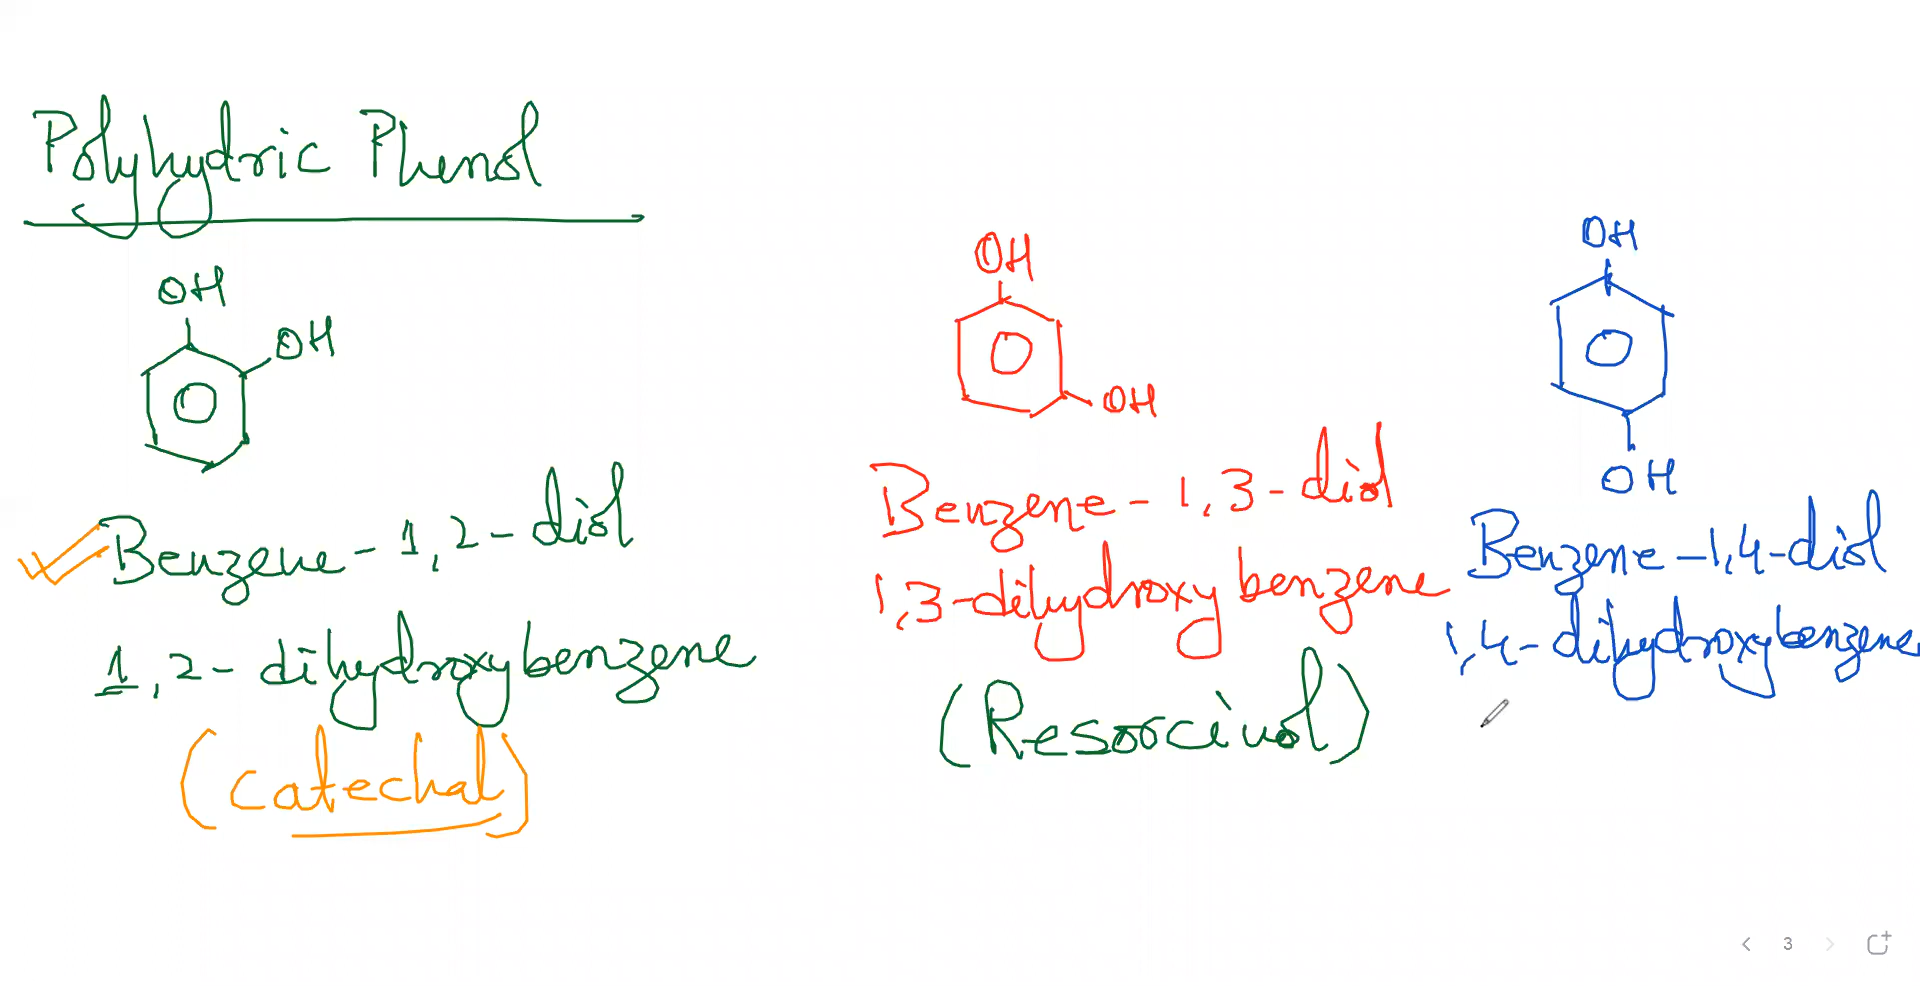 Polyhydric Phenol
OH
OH
Benzene-1,2-diol
1,2-dihydroxybenzene
(Catechal)
OH
OH
Benzene-1,3-diol
1,3-dihydroxy benzene
(Resorcinol)
OH
OH
Benzene-1,4-diol
1,4-dihydroxybenzene
< 3 >